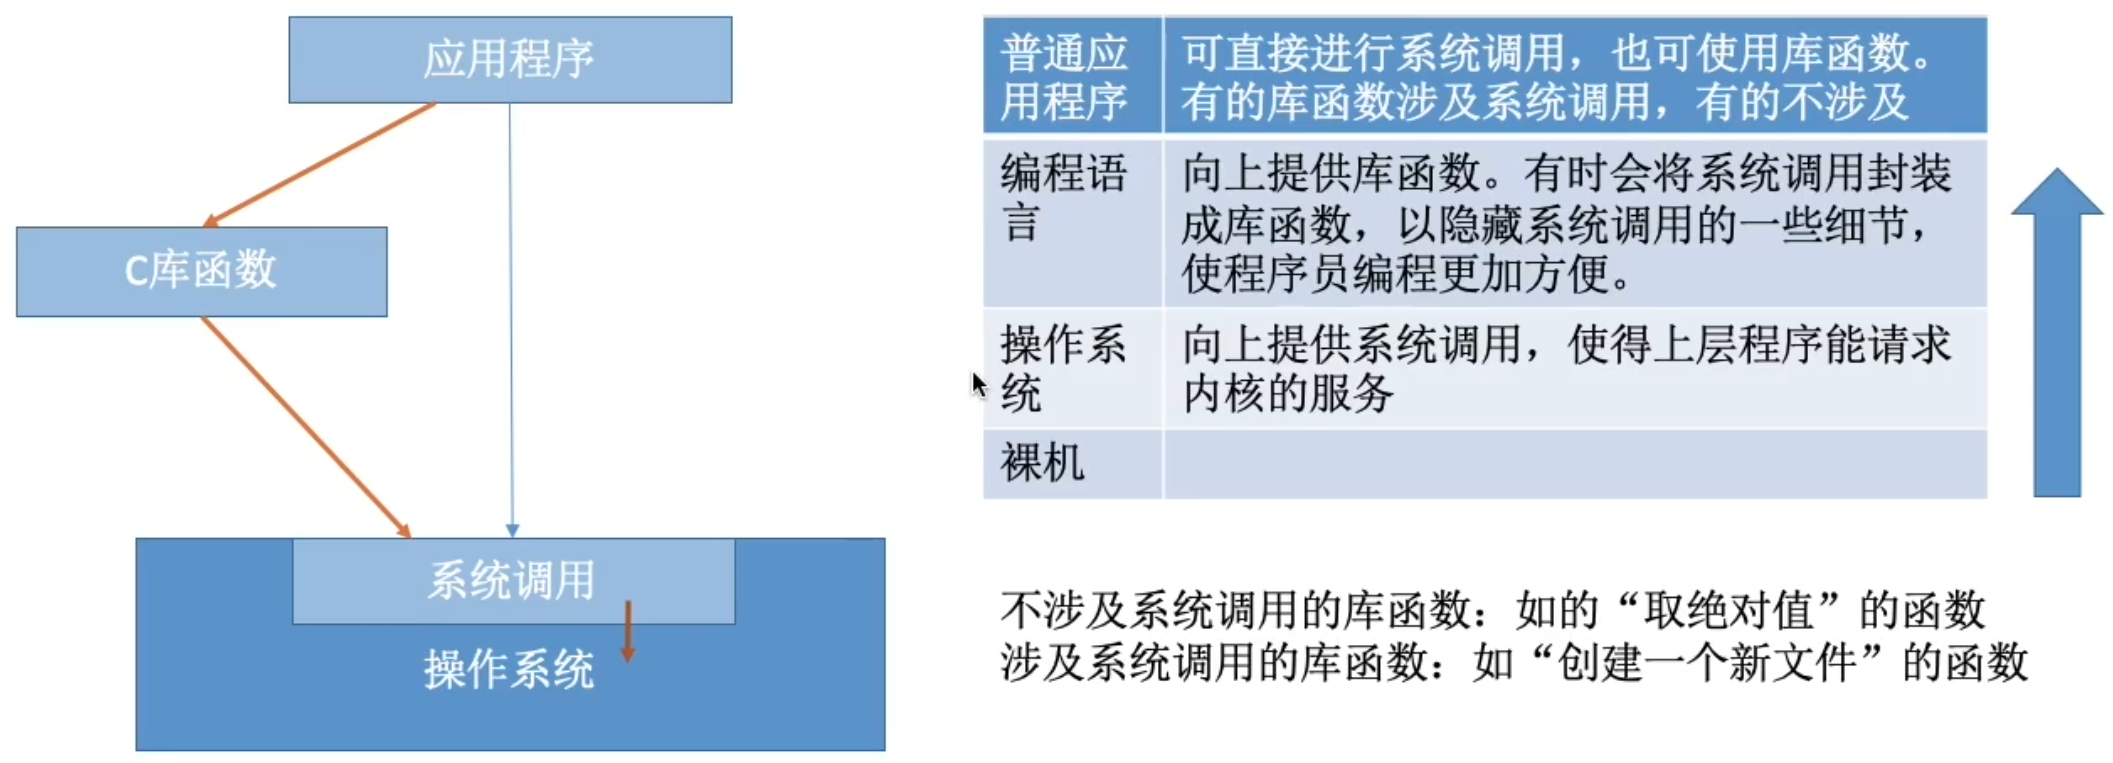 应用程序
C库函数
系统调用
操作系统
普通应
用程序
可直接进行系统调用，也可使用库函数。
有的库函数涉及系统调用，有的不涉及
编程语
言
向上提供库函数。有时会将系统调用封装
成库函数，以隐藏系统调用的一些细节，
使程序员编程更加方便。
操作系
统
向上提供系统调用，使得上层程序能请求
内核的服务
裸机
不涉及系统调用的库函数：如的“取绝对值”的函数
涉及系统调用的库函数：如“创建一个新文件”的函数